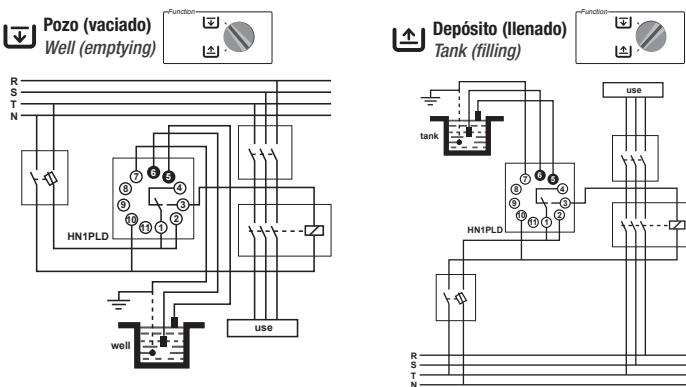 Pozo (vaciado)
Well (emptying)
Function
R
S
T
N
7
6
5
8
4
9
3
10
11
1
2
HN1PLD
well
use
Depósito (llenado)
Tank (filling)
Function
use
tank
7
6
5
8
4
9
3
10
11
1
2
HN1PLD
R
S
T
N